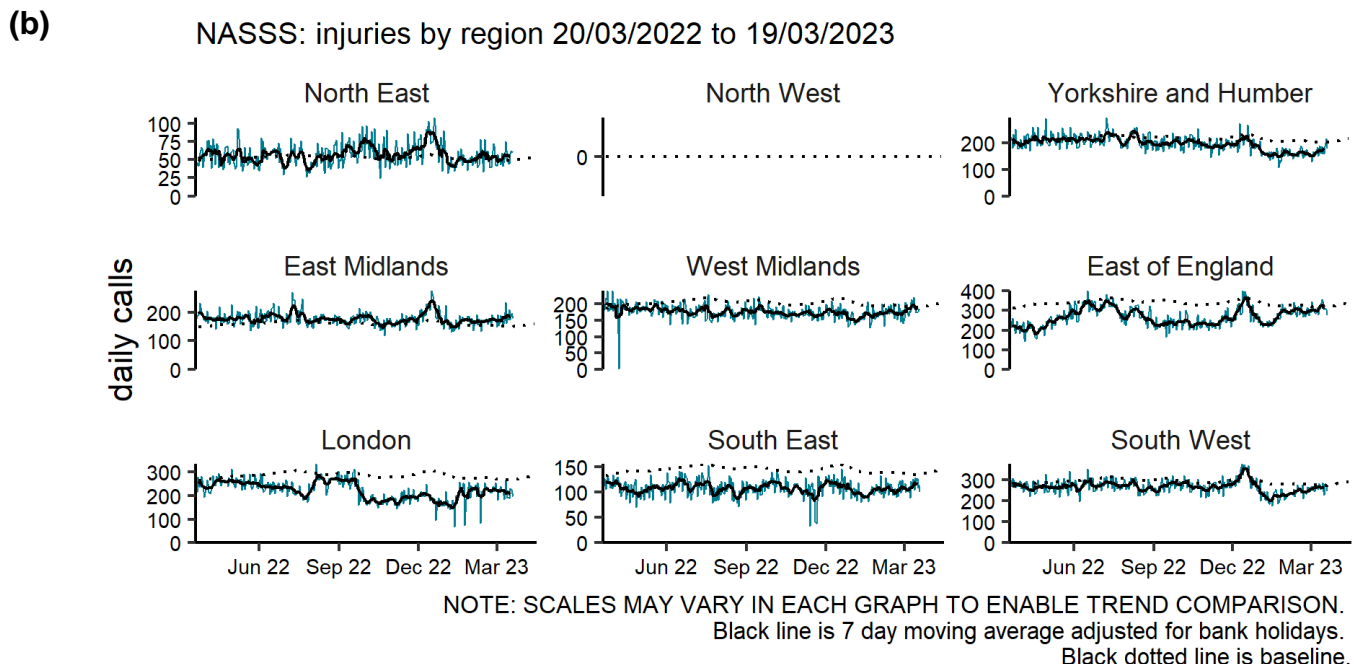 (b)
NASSS: injuries by region 20/03/2022 to 19/03/2023
North East
North West
Yorkshire and Humber
100
75
50
25
0
0
200
100
0
daily calls
East Midlands
West Midlands
East of England
200
100
0
200
150
100
50
0
400
300
200
100
0
London
South East
South West
300
200
100
0
150
100
50
0
300
200
100
0
Jun 22 Sep 22 Dec 22 Mar 23
Jun 22 Sep 22 Dec 22 Mar 23
Jun 22 Sep 22 Dec 22 Mar 23
NOTE: SCALES MAY VARY IN EACH GRAPH TO ENABLE TREND COMPARISON.
Black line is 7 day moving average adjusted for bank holidays.
Black dotted line is baseline.